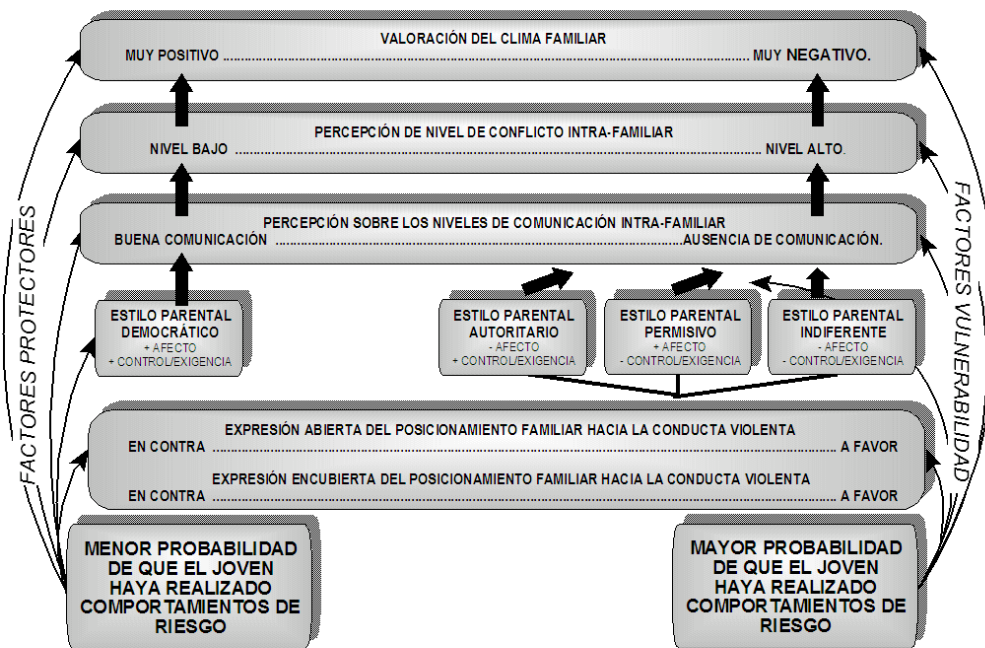 VALORACIÓN DEL CLIMA FAMILIAR
MUY POSITIVO ........................................ MUY NEGATIVO.
PERCEPCIÓN DE NIVEL DE CONFLICTO INTRA-FAMILIAR
NIVEL BAJO ........................................ NIVEL ALTO.
PERCEPCIÓN SOBRE LOS NIVELES DE COMUNICACIÓN INTRA-FAMILIAR
BUENA COMUNICACIÓN ........................................AUSENCIA DE COMUNICACIÓN.
FACTORES PROTECTORES
FACTORES VULNERABILIDAD
ESTILO PARENTAL
DEMOCRÁTICO
+ AFECTO
+ CONTROL/EXIGENCIA
ESTILO PARENTAL
AUTORITARIO
- AFECTO
+ CONTROL/EXIGENCIA
ESTILO PARENTAL
PERMISIVO
+ AFECTO
- CONTROL/EXIGENCIA
ESTILO PARENTAL
INDIFERENTE
- AFECTO
- CONTROL/EXIGENCIA
EXPRESIÓN ABIERTA DEL POSICIONAMIENTO FAMILIAR HACIA LA CONDUCTA VIOLENTA
EN CONTRA ........................................ A FAVOR
EXPRESIÓN ENCUBIERTA DEL POSICIONAMIENTO FAMILIAR HACIA LA CONDUCTA VIOLENTA
EN CONTRA ........................................ A FAVOR
MENOR PROBABILIDAD
DE QUE EL JOVEN
HAYA REALIZADO
COMPORTAMIENTOS DE
RIESGO
MAYOR PROBABILIDAD
DE QUE EL JOVEN
HAYA REALIZADO
COMPORTAMIENTOS DE
RIESGO